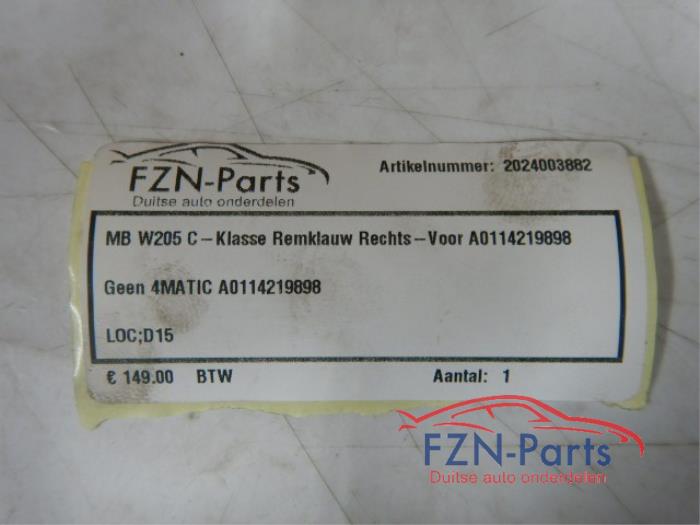 FZN-Parts
Duitse auto onderdelen
Artikelnummer: 2024003882
MB W205 C-Klasse Remklauw Rechts-Voor A0114219898
Geen 4MATIC A0114219898
LOC;D15
€ 149.00 BTW Aantal: 1
FZN-Parts
Duitse auto onderdelen